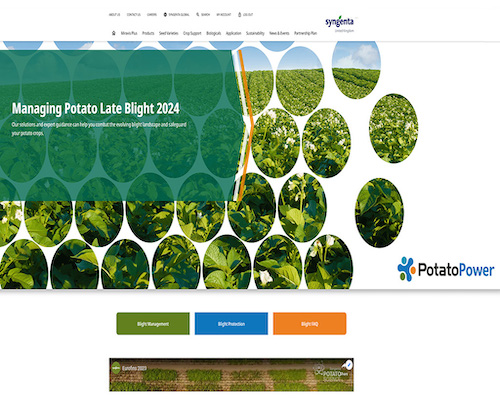 ABOUT US CONTACT US CAREERS SYNGENTA GLOBAL SEARCH MY ACCOUNT LOG OUT
syngenta
Miravis Plus Products Seed Varieties Crop Support Biologicals Application Sustainability News & Events Partnership Plan
Managing Potato Late Blight 2024
Our solutions and expert guidance can help you combat the evolving blight landscape and safeguard
your potato crops.
PotatoPower
Blight Management Blight Protection Blight FAQ
Eurofins 2023
POTATO